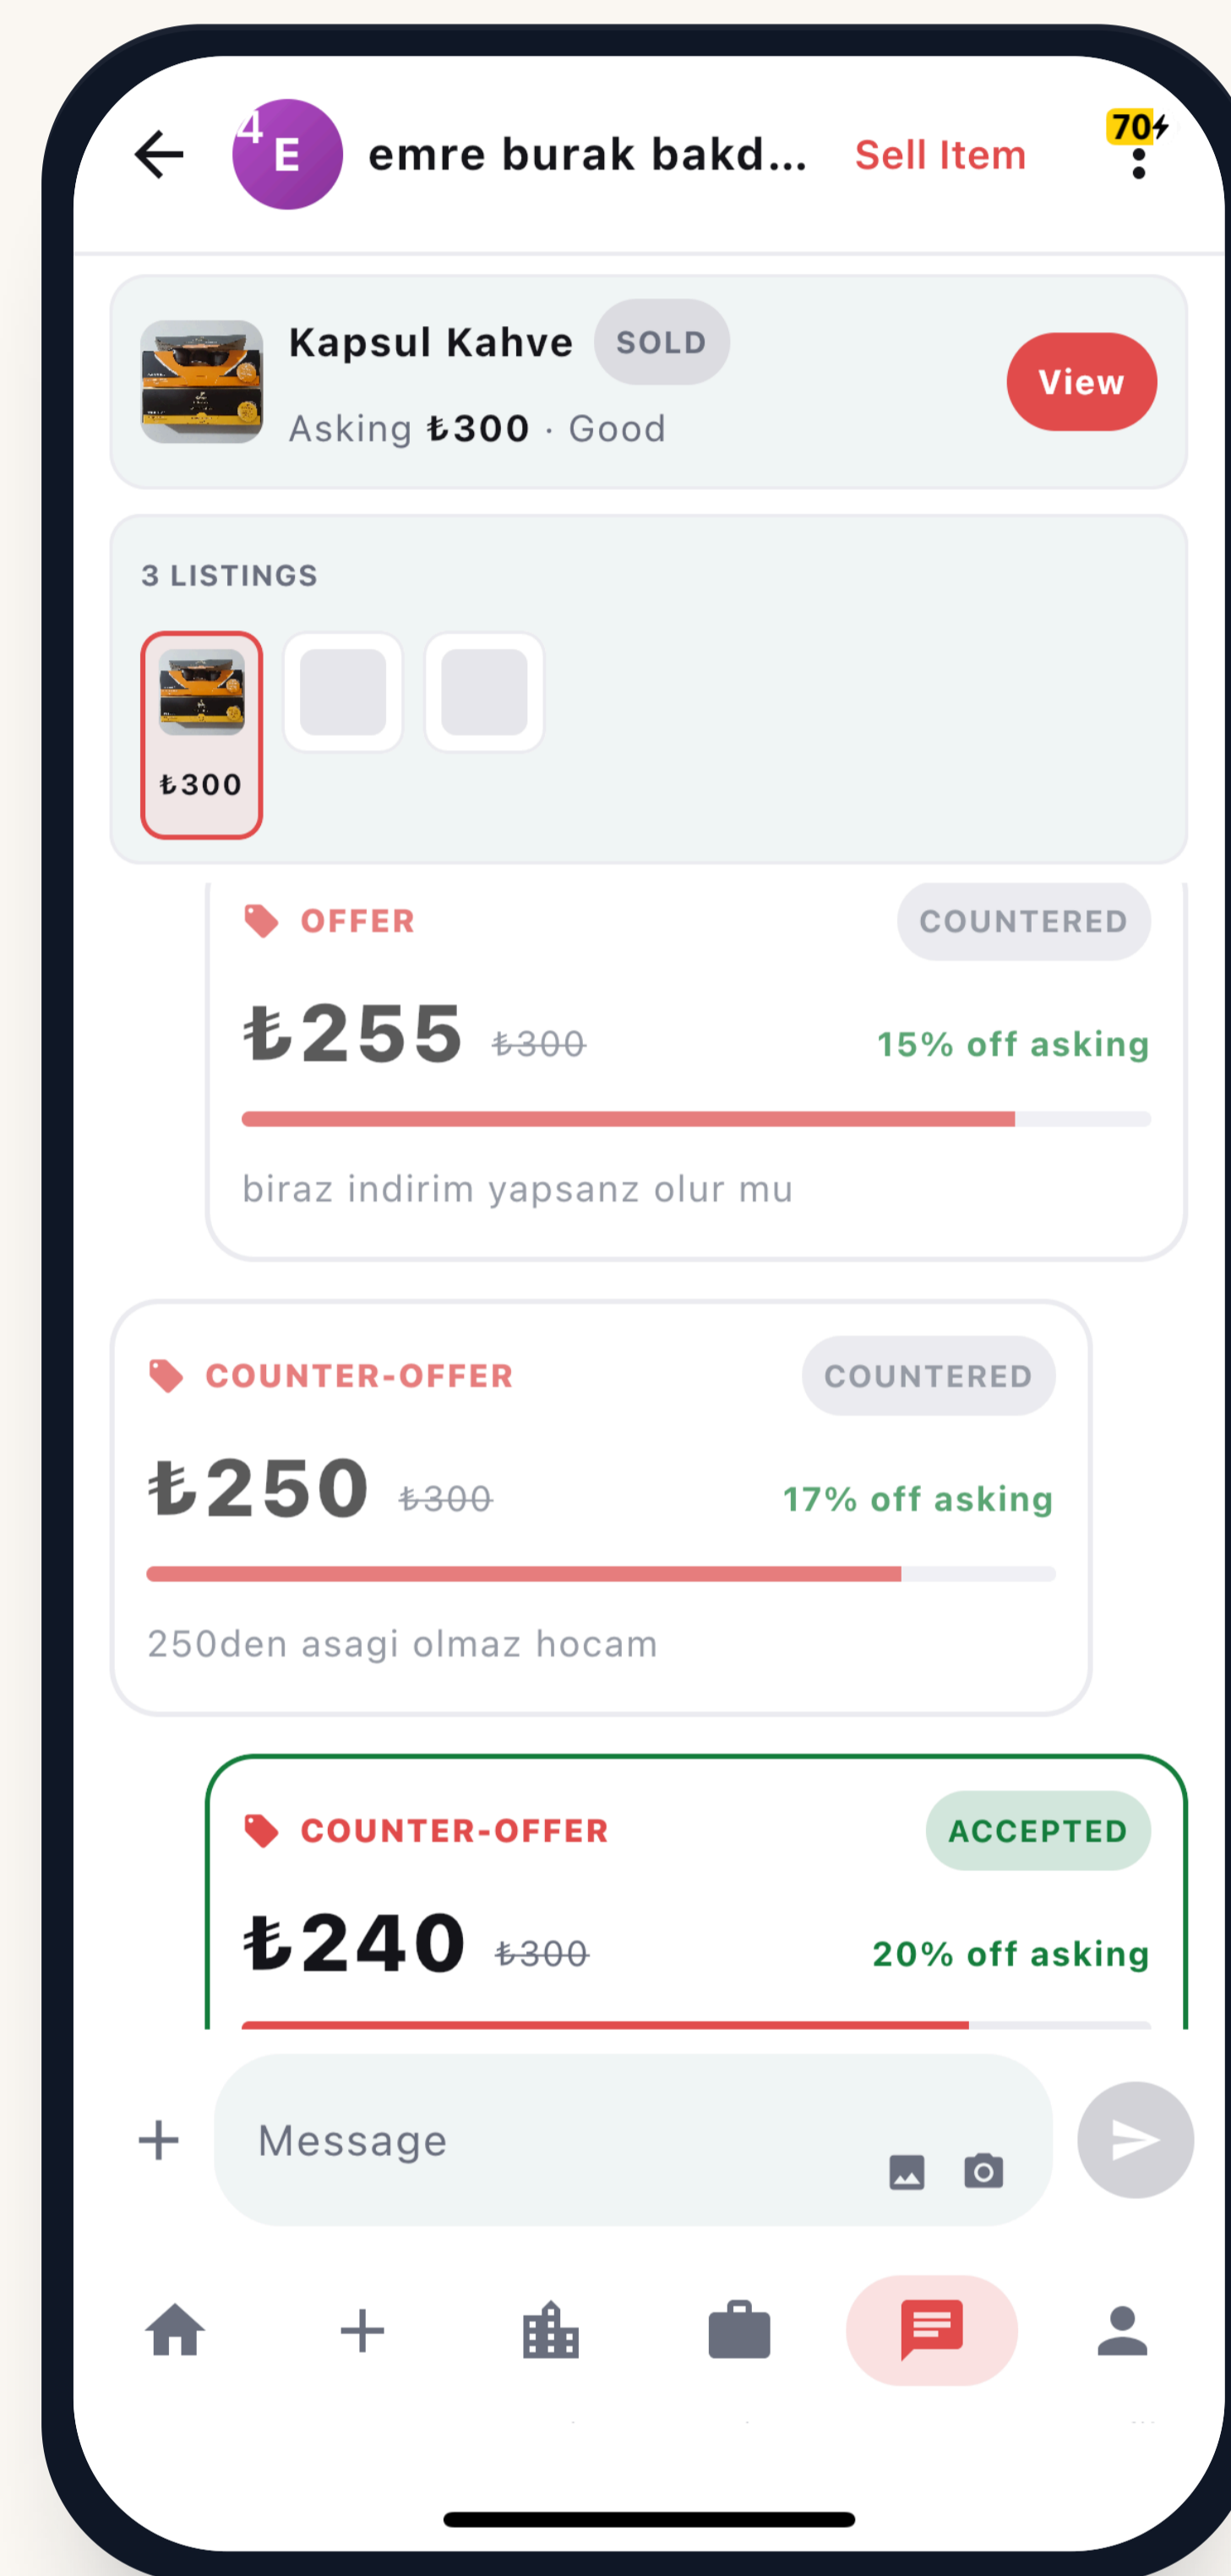 4
E
emre burak bakd...
Sell Item
70
Kapsul Kahve
SOLD
Asking ₺300 · Good
View
3 LISTINGS
₺300
OFFER
COUNTERED
₺255 ₺300
15% off asking
biraz indirim yapsanz olur mu
COUNTER-OFFER
COUNTERED
₺250 ₺300
17% off asking
250den asagi olmaz hocam
COUNTER-OFFER
ACCEPTED
₺240 ₺300
20% off asking
Message